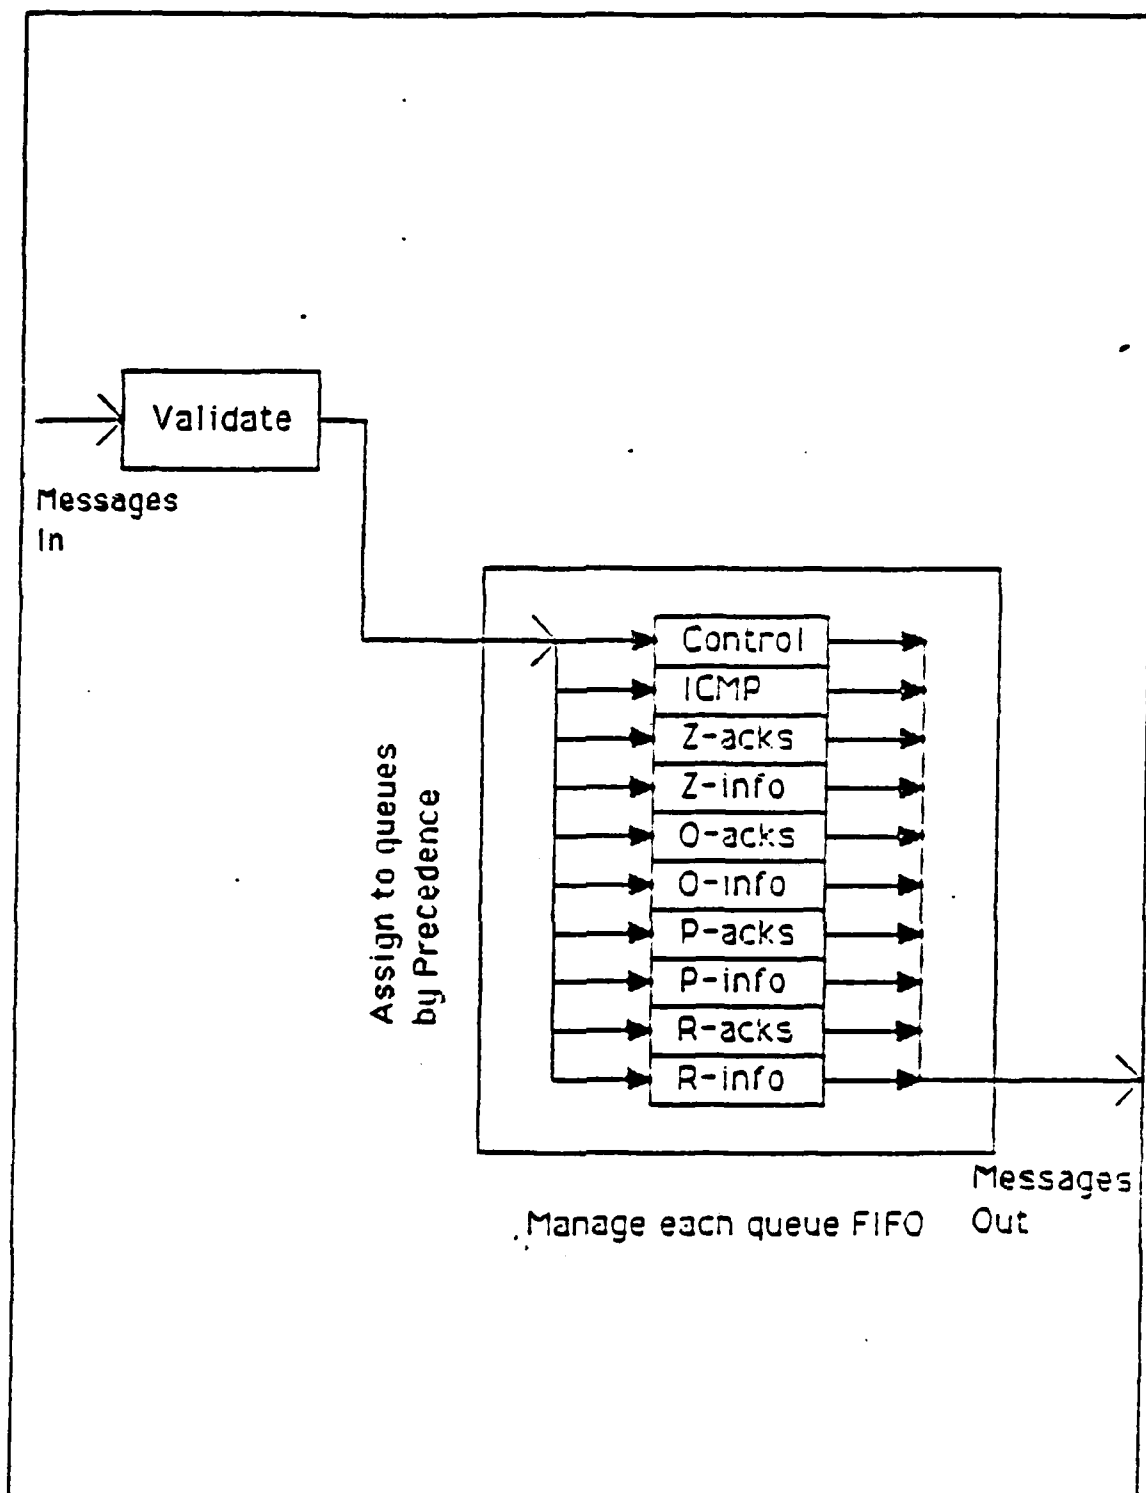 Validate
Messages
In
Assign to queues
by Precedence
Control
ICMP
Z-acks
Z-info
O-acks
O-info
P-acks
P-info
R-acks
R-info
Messages
Out
Manage each queue FIFO